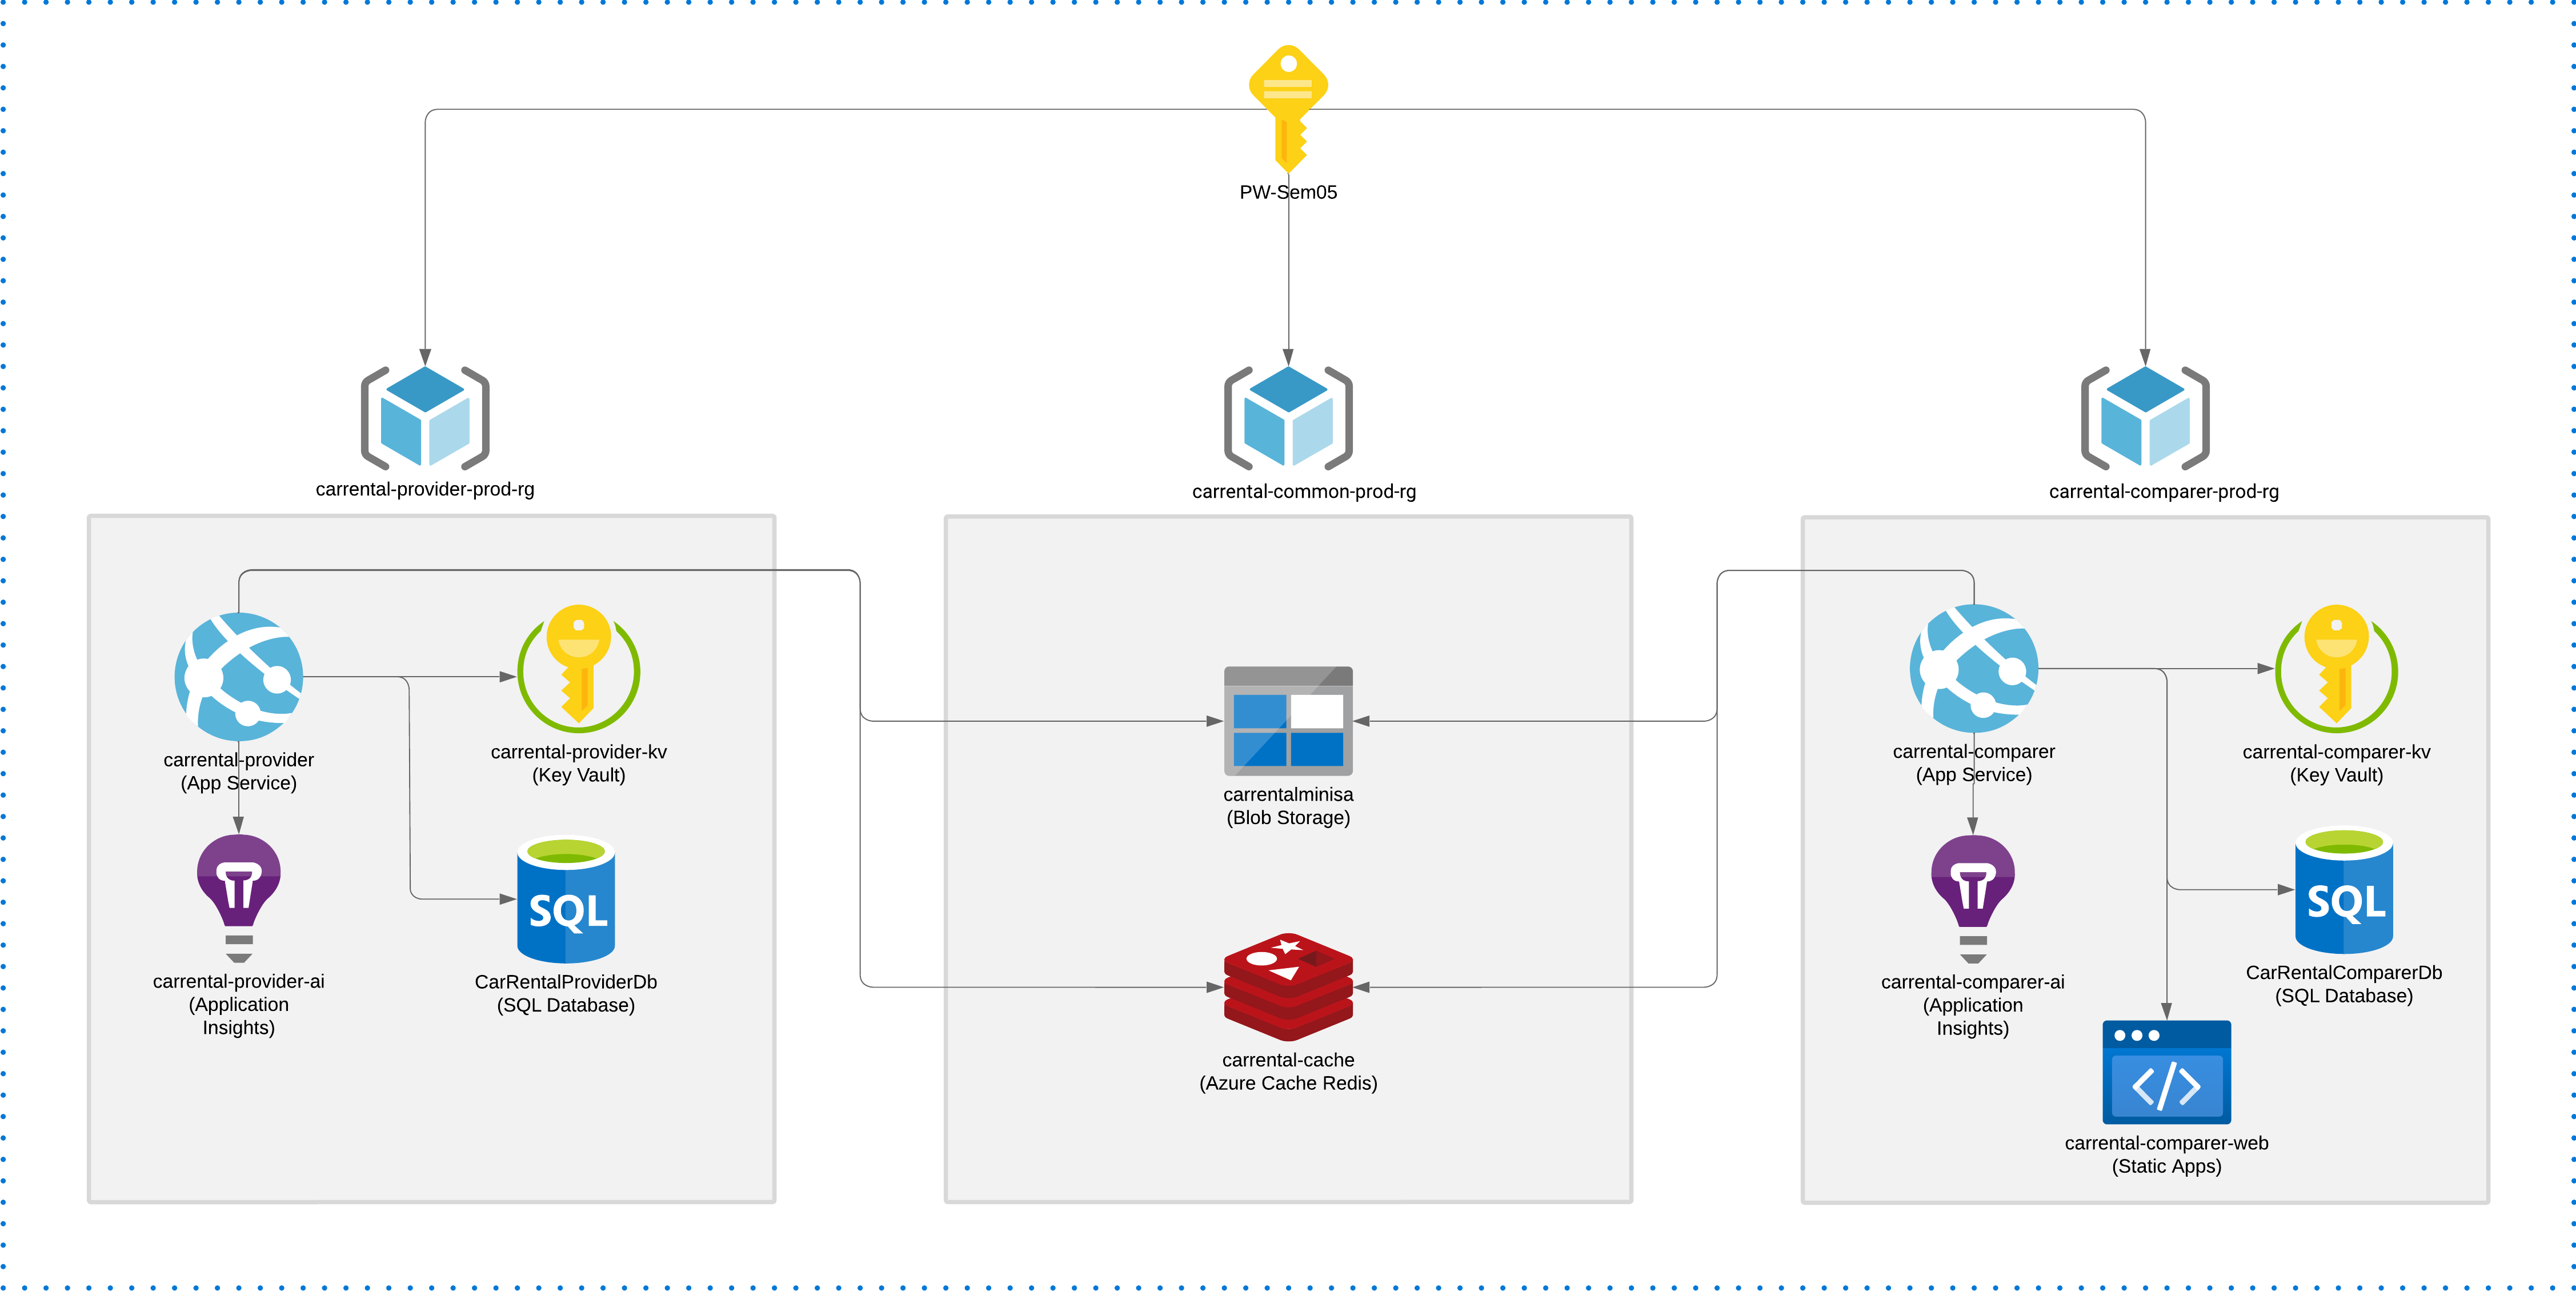 PW-Sem05
carrental-provider-prod-rg
carrental-common-prod-rg
carrental-comparer-prod-rg
carrental-provider
(App Service)
carrental-provider-kv
(Key Vault)
carrental-provider-ai
(Application
Insights)
SQL
CarRentalProviderDb
(SQL Database)
carrentalminisa
(Blob Storage)
carrental-cache
(Azure Cache Redis)
carrental-comparer
(App Service)
carrental-comparer-kv
(Key Vault)
carrental-comparer-ai
(Application
Insights)
SQL
CarRentalComparerDb
(SQL Database)
carrental-comparer-web
(Static Apps)